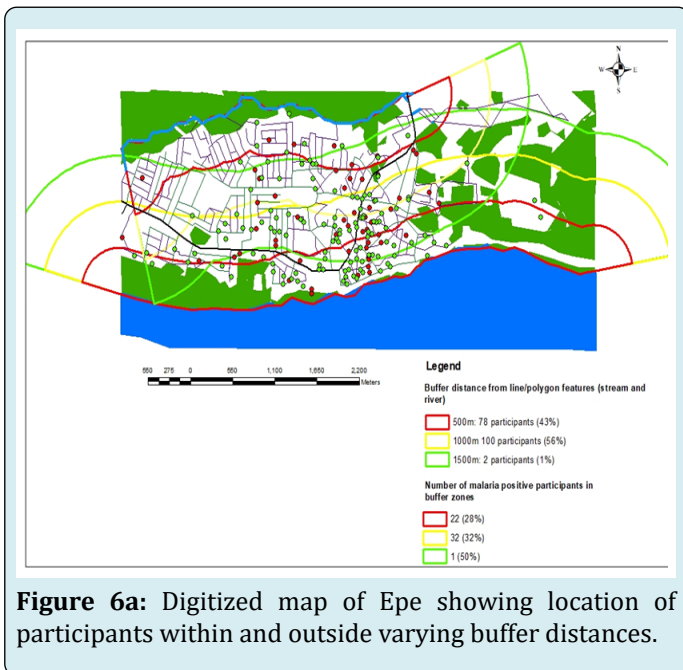 N
W E
S
550 275 0 550 1,100 1,650 2,200
Meters
Legend
Buffer distance from line/polygon features (stream and
river)
500m: 78 participants (43%)
1000m 100 participants (56%)
1500m: 2 participants (1%)
Number of malaria positive participants in
buffer zones
22 (28%)
32 (32%)
1 (50%)
Figure 6a: Digitized map of Epe showing location of
participants within and outside varying buffer distances.